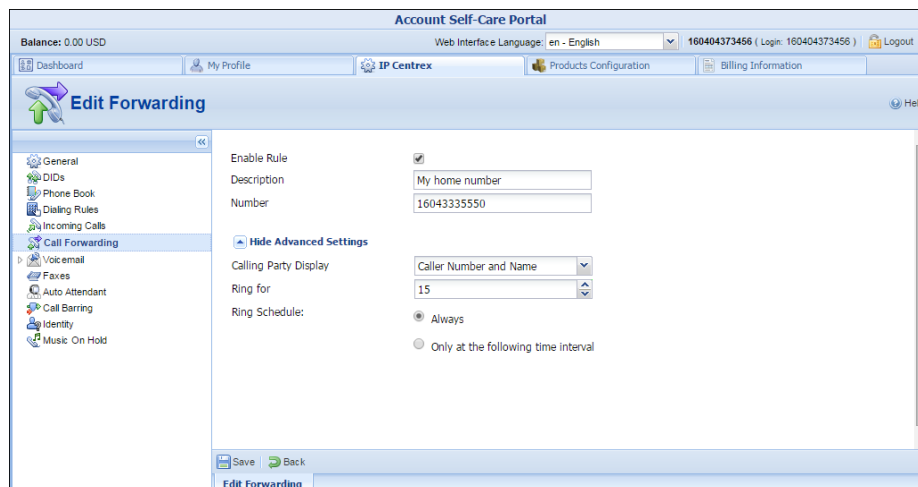 Account Self-Care Portal
Balance: 0.00 USD Web Interface Language: en - English 160404373456 ( Login: 160404373456 ) Logout
Dashboard My Profile IP Centrex Products Configuration Billing Information
Edit Forwarding Hel
General
DIDs
Phone Book
Dialing Rules
Incoming Calls
Call Forwarding
Voicemail
Faxes
Auto Attendant
Call Barring
Identity
Music On Hold
Enable Rule
Description My home number
Number 16043335550
Hide Advanced Settings
Calling Party Display Caller Number and Name
Ring for 15
Ring Schedule: Always
Only at the following time interval
Save Back
Edit Forwarding